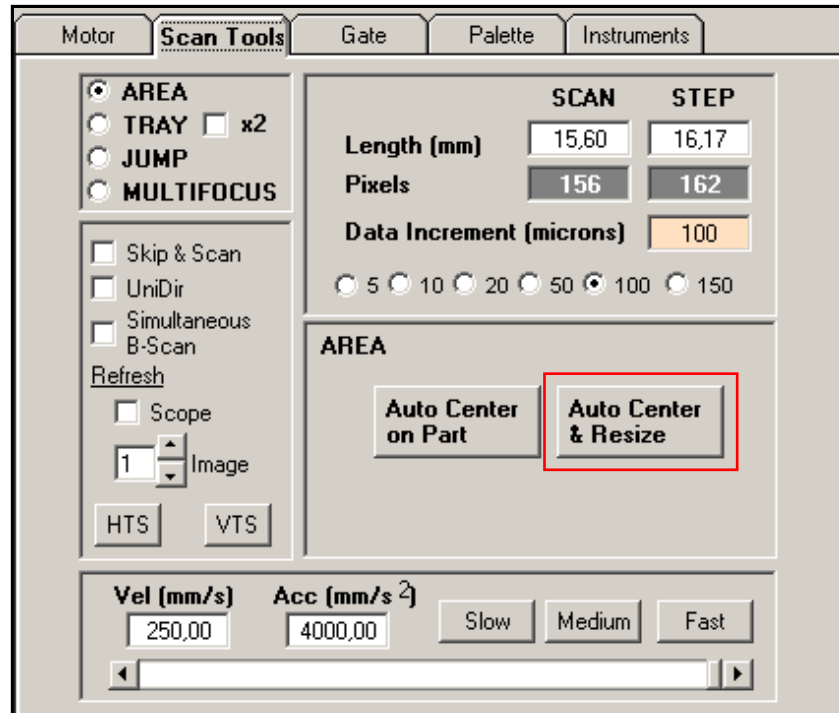 Motor Scan Tools Gate Palette Instruments
AREA
TRAY x2
JUMP
MULTIFOCUS
SCAN STEP
Length (mm) 15,60 16,17
Pixels 156 162
Data Increment (microns) 100
5 10 20 50 100 150
Skip & Scan
UniDir
Simultaneous
B-Scan
Refresh
Scope
1 Image
HTS VTS
AREA
Auto Center
on Part
Auto Center
& Resize
Vel (mm/s) Acc (mm/s 2)
250,00 4000,00 Slow Medium Fast